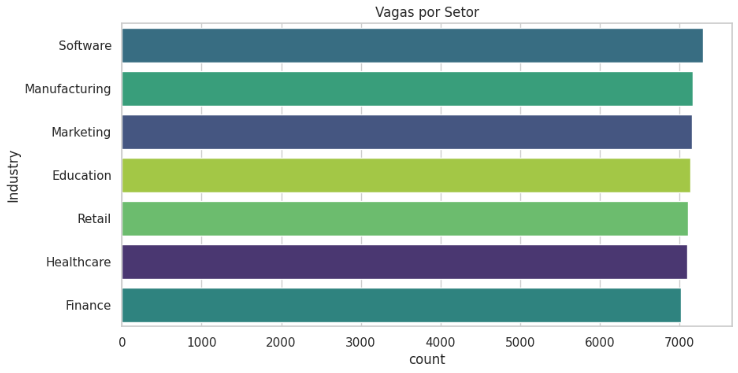 Vagas por Setor
Industry
Software
Manufacturing
Marketing
Education
Retail
Healthcare
Finance
0 1000 2000 3000 4000 5000 6000 7000
count